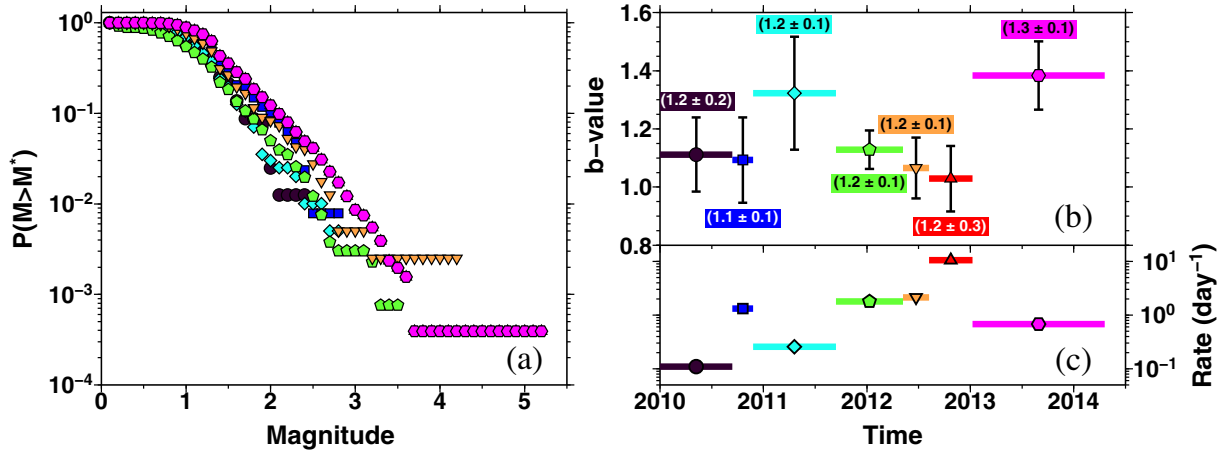 10⁰
10⁻¹
10⁻²
10⁻³
10⁻⁴
P(M>M*)
0 1 2 3 4 5
Magnitude
(a)
1.6
1.4
1.2
1.0
0.8
b-value
(1.2 ± 0.2)
(1.1 ± 0.1)
(1.2 ± 0.1)
(1.2 ± 0.1)
(1.2 ± 0.1)
(1.2 ± 0.3)
(1.3 ± 0.1)
(b)
10¹
10⁰
10⁻¹
Rate (day⁻¹)
(c)
2010 2011 2012 2013 2014
Time